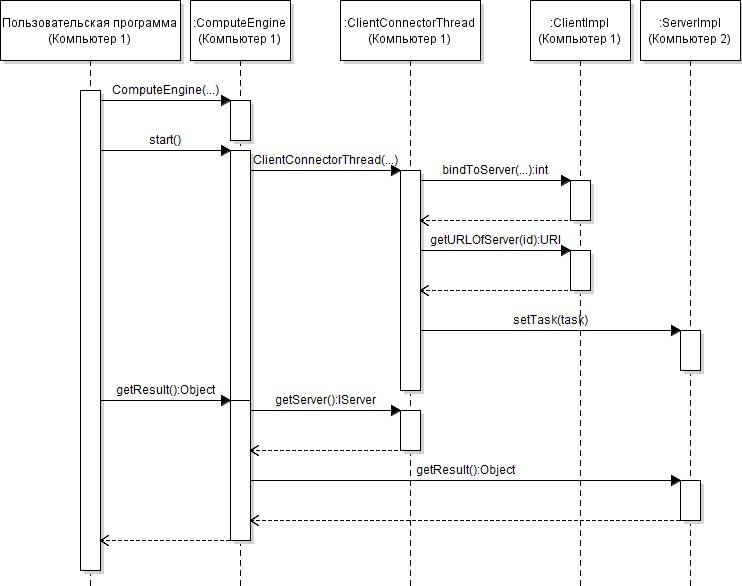 Пользовательская программа
(Компьютер 1)
:ComputeEngine
(Компьютер 1)
:ClientConnectorThread
(Компьютер 1)
:ClientImpl
(Компьютер 1)
:ServerImpl
(Компьютер 2)
ComputeEngine(...)
start()
ClientConnectorThread(...)
bindToServer(...):int
getURLOfServer(id):URI
setTask(task)
getResult():Object
getServer():IServer
getResult():Object